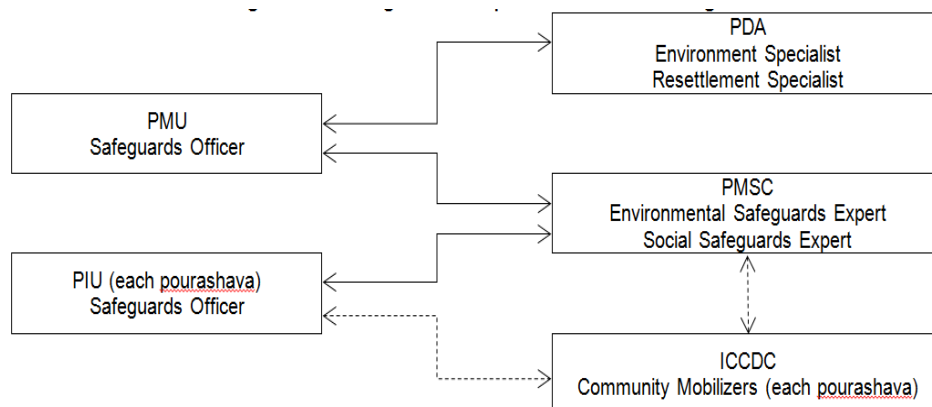 PDA
Environment Specialist
Resettlement Specialist
PMU
Safeguards Officer
PMSC
Environmental Safeguards Expert
Social Safeguards Expert
PIU (each pourashava)
Safeguards Officer
ICCDC
Community Mobilizers (each pourashava)